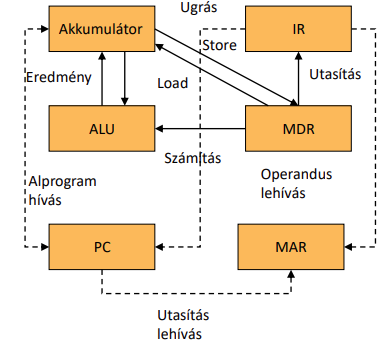 Ugrás
Akkumulátor
IR
Store
Eredmény
Load
Utasítás
ALU
MDR
Számítás
Alprogram
hívás
Operandus
lehívás
PC
MAR
Utasítás
lehívás